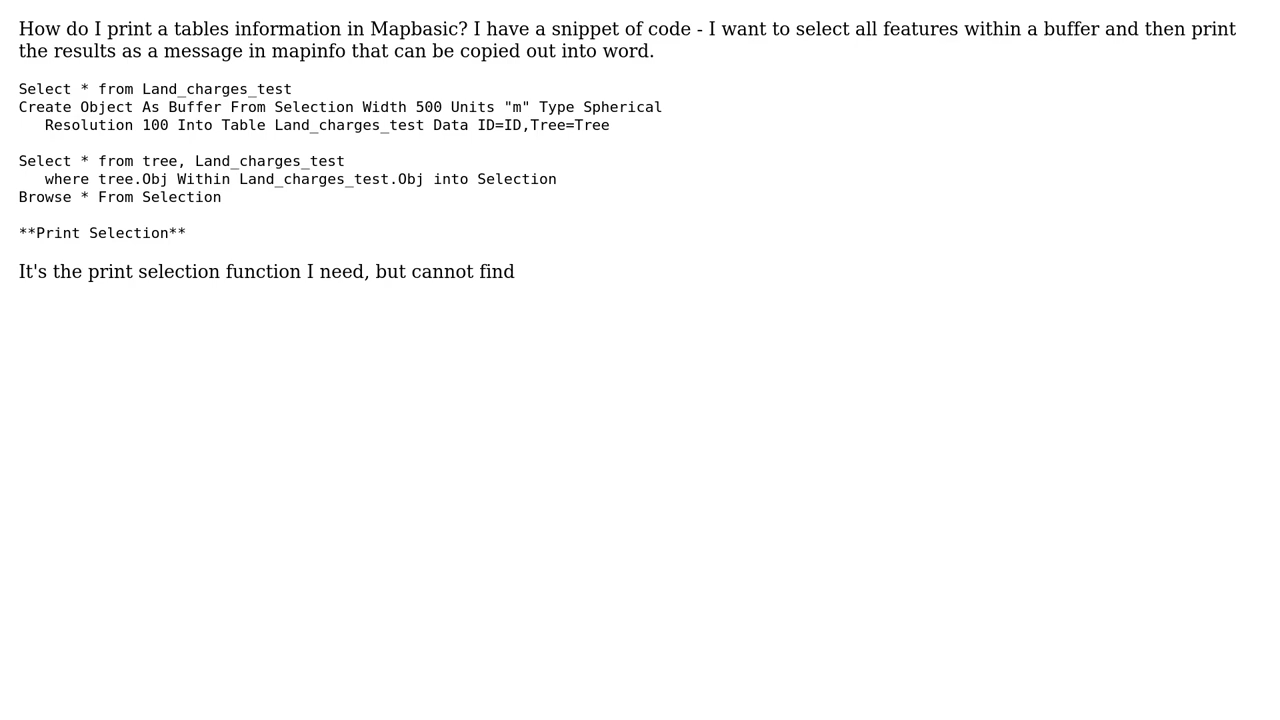 How do I print a tables information in Mapbasic? I have a snippet of code - I want to select all features within a buffer and then print
the results as a message in mapinfo that can be copied out into word.
Select * from Land_charges_test
Create Object As Buffer From Selection Width 500 Units "m" Type Spherical
   Resolution 100 Into Table Land_charges_test Data ID=ID,Tree=Tree
Select * from tree, Land_charges_test
   where tree.Obj Within Land_charges_test.Obj into Selection
Browse * From Selection
**Print Selection**
It's the print selection function I need, but cannot find